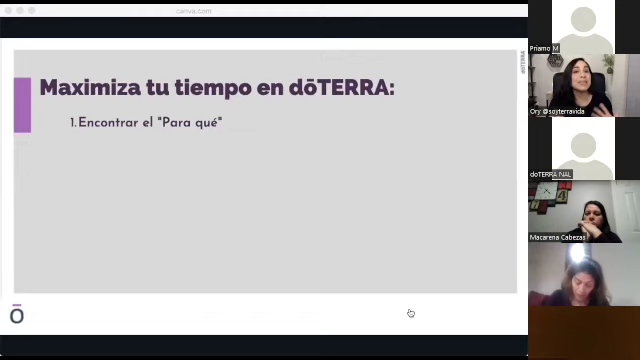 canva.com
Maximiza tu tiempo en dōTERRA:
1.Encontrar el "Para qué"
dōTERRA
ō
Priamo M
Ory @soyterravida
doTERRA NAL
Macarena Cabezas